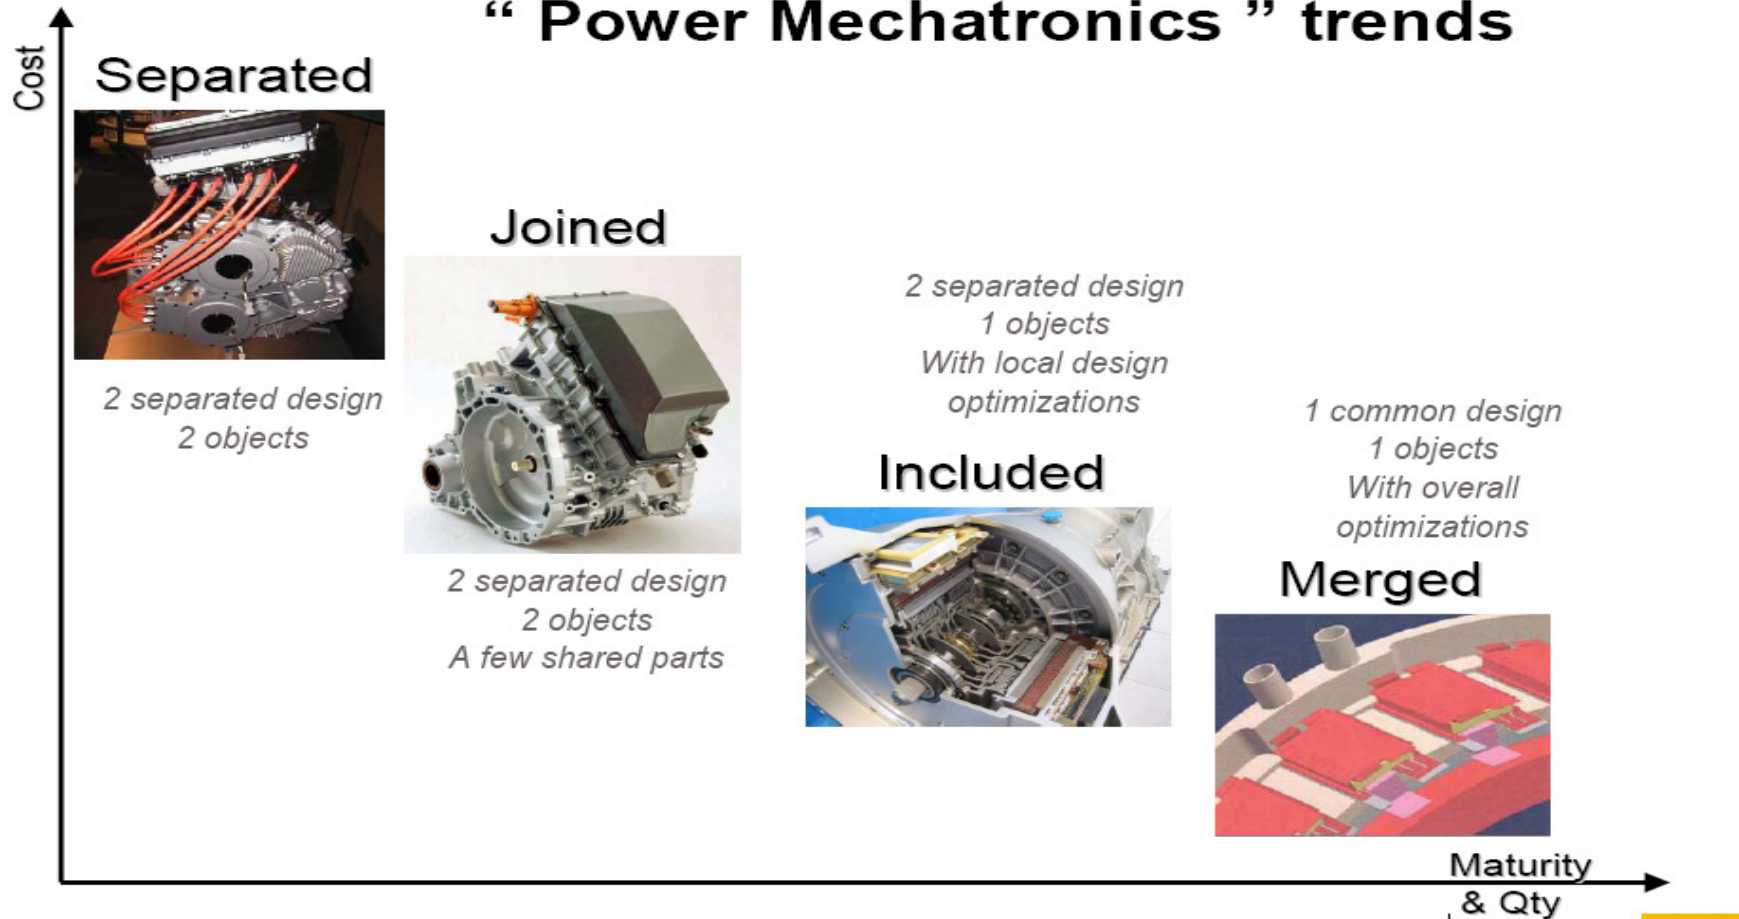 “ Power Mechatronics ” trends
Cost
Separated
2 separated design
2 objects
Joined
2 separated design
2 objects
A few shared parts
2 separated design
1 objects
With local design
optimizations
Included
1 common design
1 objects
With overall
optimizations
Merged
Maturity
& Qty